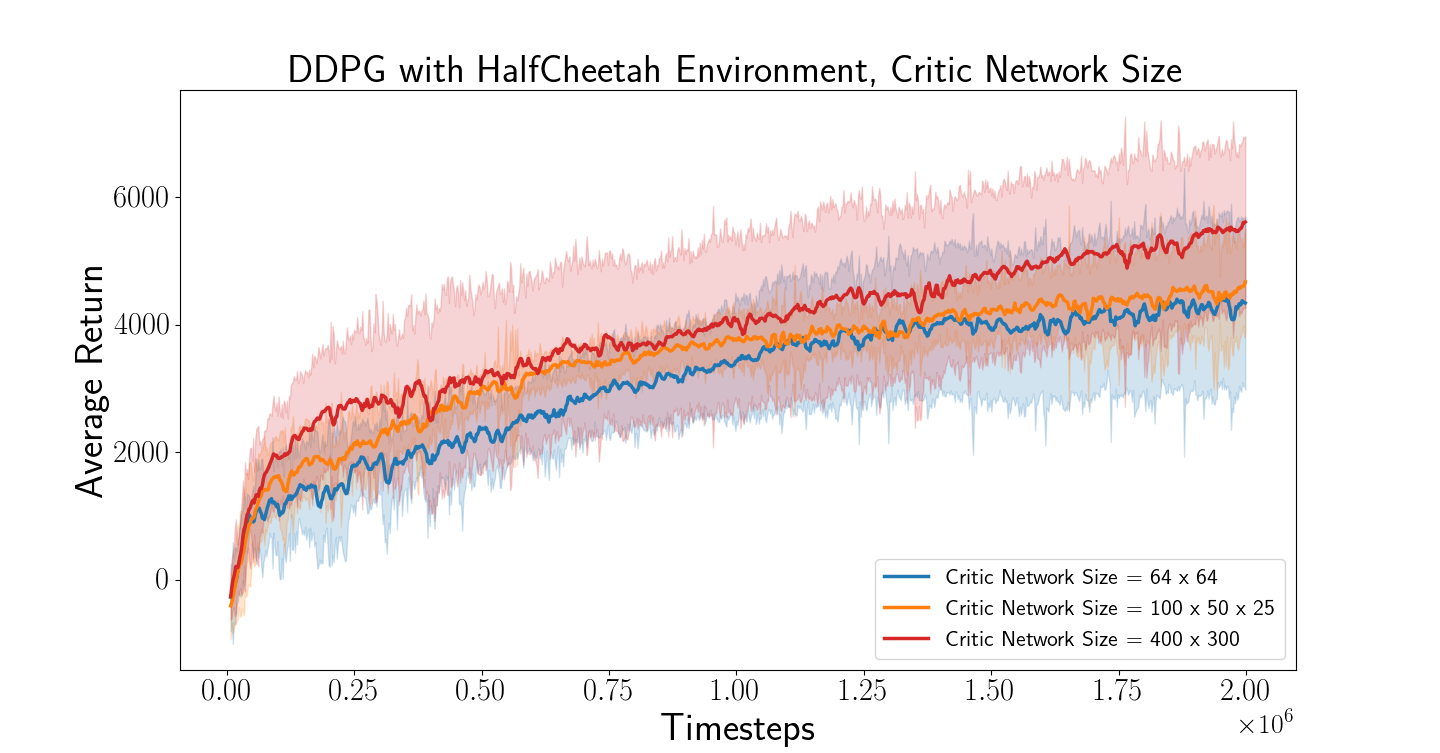 DDPG with HalfCheetah Environment, Critic Network Size
Average Return
6000
4000
2000
0
Critic Network Size = 64 x 64
Critic Network Size = 100 x 50 x 25
Critic Network Size = 400 x 300
0.00 0.25 0.50 0.75 1.00 1.25 1.50 1.75 2.00
×10⁶
Timesteps